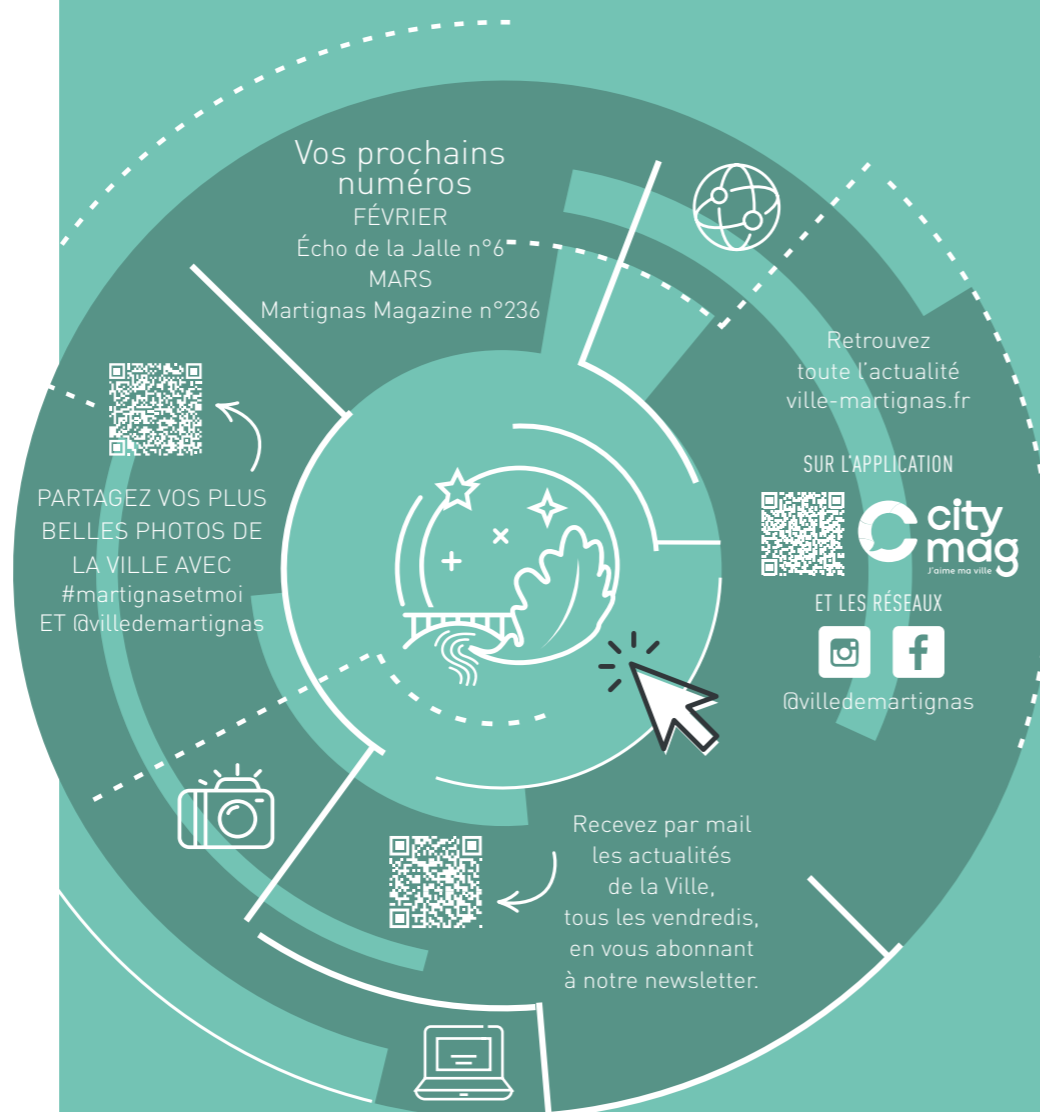 Vos prochains
numéros
FÉVRIER
Écho de la Jalle n°6
MARS
Martignas Magazine n°236
Retrouvez
toute l'actualité
ville-martignas.fr
SUR L'APPLICATION
city
mag
J'aime ma ville
ET LES RÉSEAUX
f
@villedemartignas
PARTAGEZ VOS PLUS
BELLES PHOTOS DE
LA VILLE AVEC
#martignasetmoi
ET @villedemartignas
Recevez par mail
les actualités
de la Ville,
tous les vendredis,
en vous abonnant
à notre newsletter.